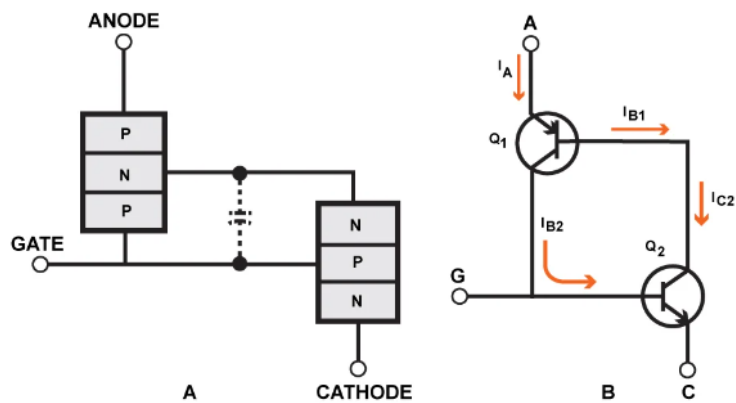 ANODE
P
N
P
GATE
N
P
N
CATHODE
A
A
I_A
Q1
I_B1
I_C2
I_B2
Q2
G
C
B